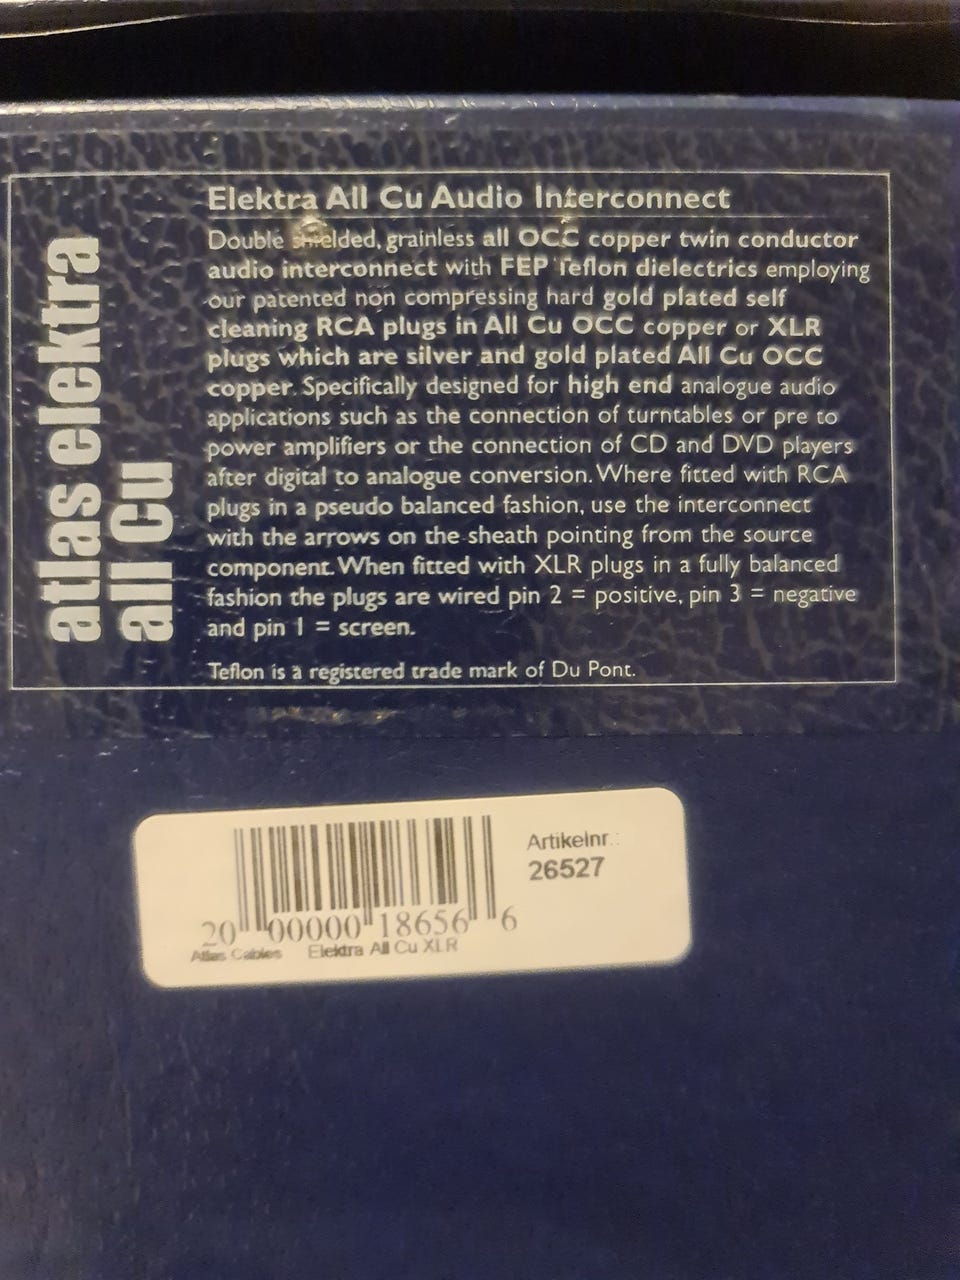 atlas elektra
all cu
Elektra All Cu Audio Interconnect
Double shielded, grainless all OCC copper twin conductor
audio interconnect with FEP Teflon dielectrics employing
our patented non compressing hard gold plated self
cleaning RCA plugs in All Cu OCC copper or XLR
plugs which are silver and gold plated All Cu OCC
copper. Specifically designed for high end analogue audio
applications such as the connection of turntables or pre to
power amplifiers or the connection of CD and DVD players
after digital to analogue conversion. Where fitted with RCA
plugs in a pseudo balanced fashion, use the interconnect
with the arrows on the sheath pointing from the source
component. When fitted with XLR plugs in a fully balanced
fashion the plugs are wired pin 2 = positive, pin 3 = negative
and pin 1 = screen.
Teflon is a registered trade mark of Du Pont.
Artikelnr.:
26527
20 00000 18656 6
Atlas Cables Elektra All Cu XLR